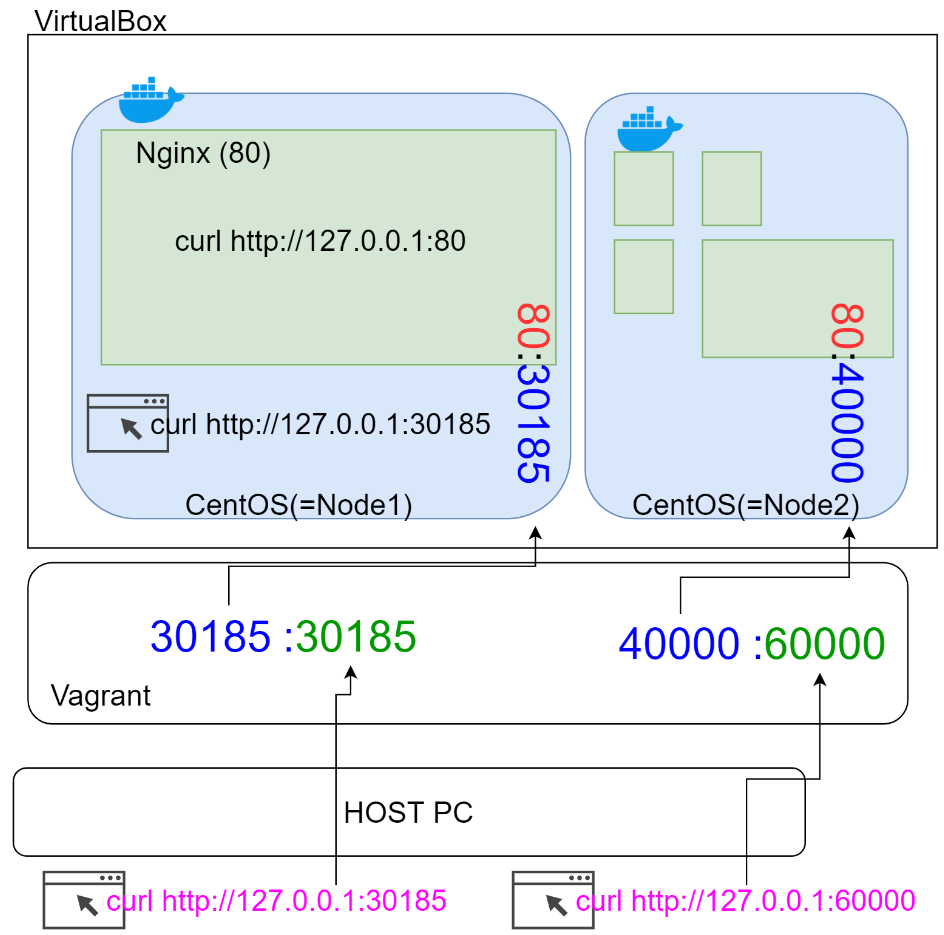 VirtualBox
Nginx (80)
curl http://127.0.0.1:80
80:30185
80:40000
curl http://127.0.0.1:30185
CentOS(=Node1)
CentOS(=Node2)
30185 :30185
40000 :60000
Vagrant
HOST PC
curl http://127.0.0.1:30185
curl http://127.0.0.1:60000